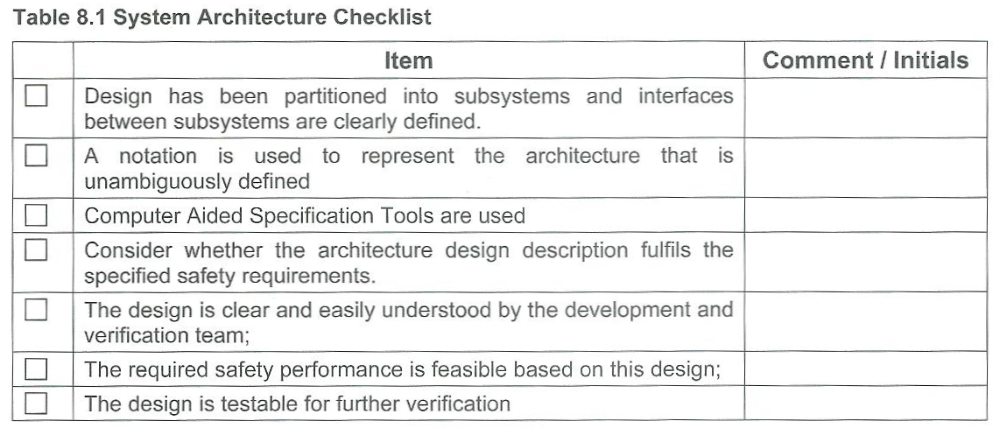 Table 8.1 System Architecture Checklist
Item
Comment / Initials
Design has been partitioned into subsystems and interfaces
between subsystems are clearly defined.
A notation is used to represent the architecture that is
unambiguously defined
Computer Aided Specification Tools are used
Consider whether the architecture design description fulfils the
specified safety requirements.
The design is clear and easily understood by the development and
verification team;
The required safety performance is feasible based on this design;
The design is testable for further verification